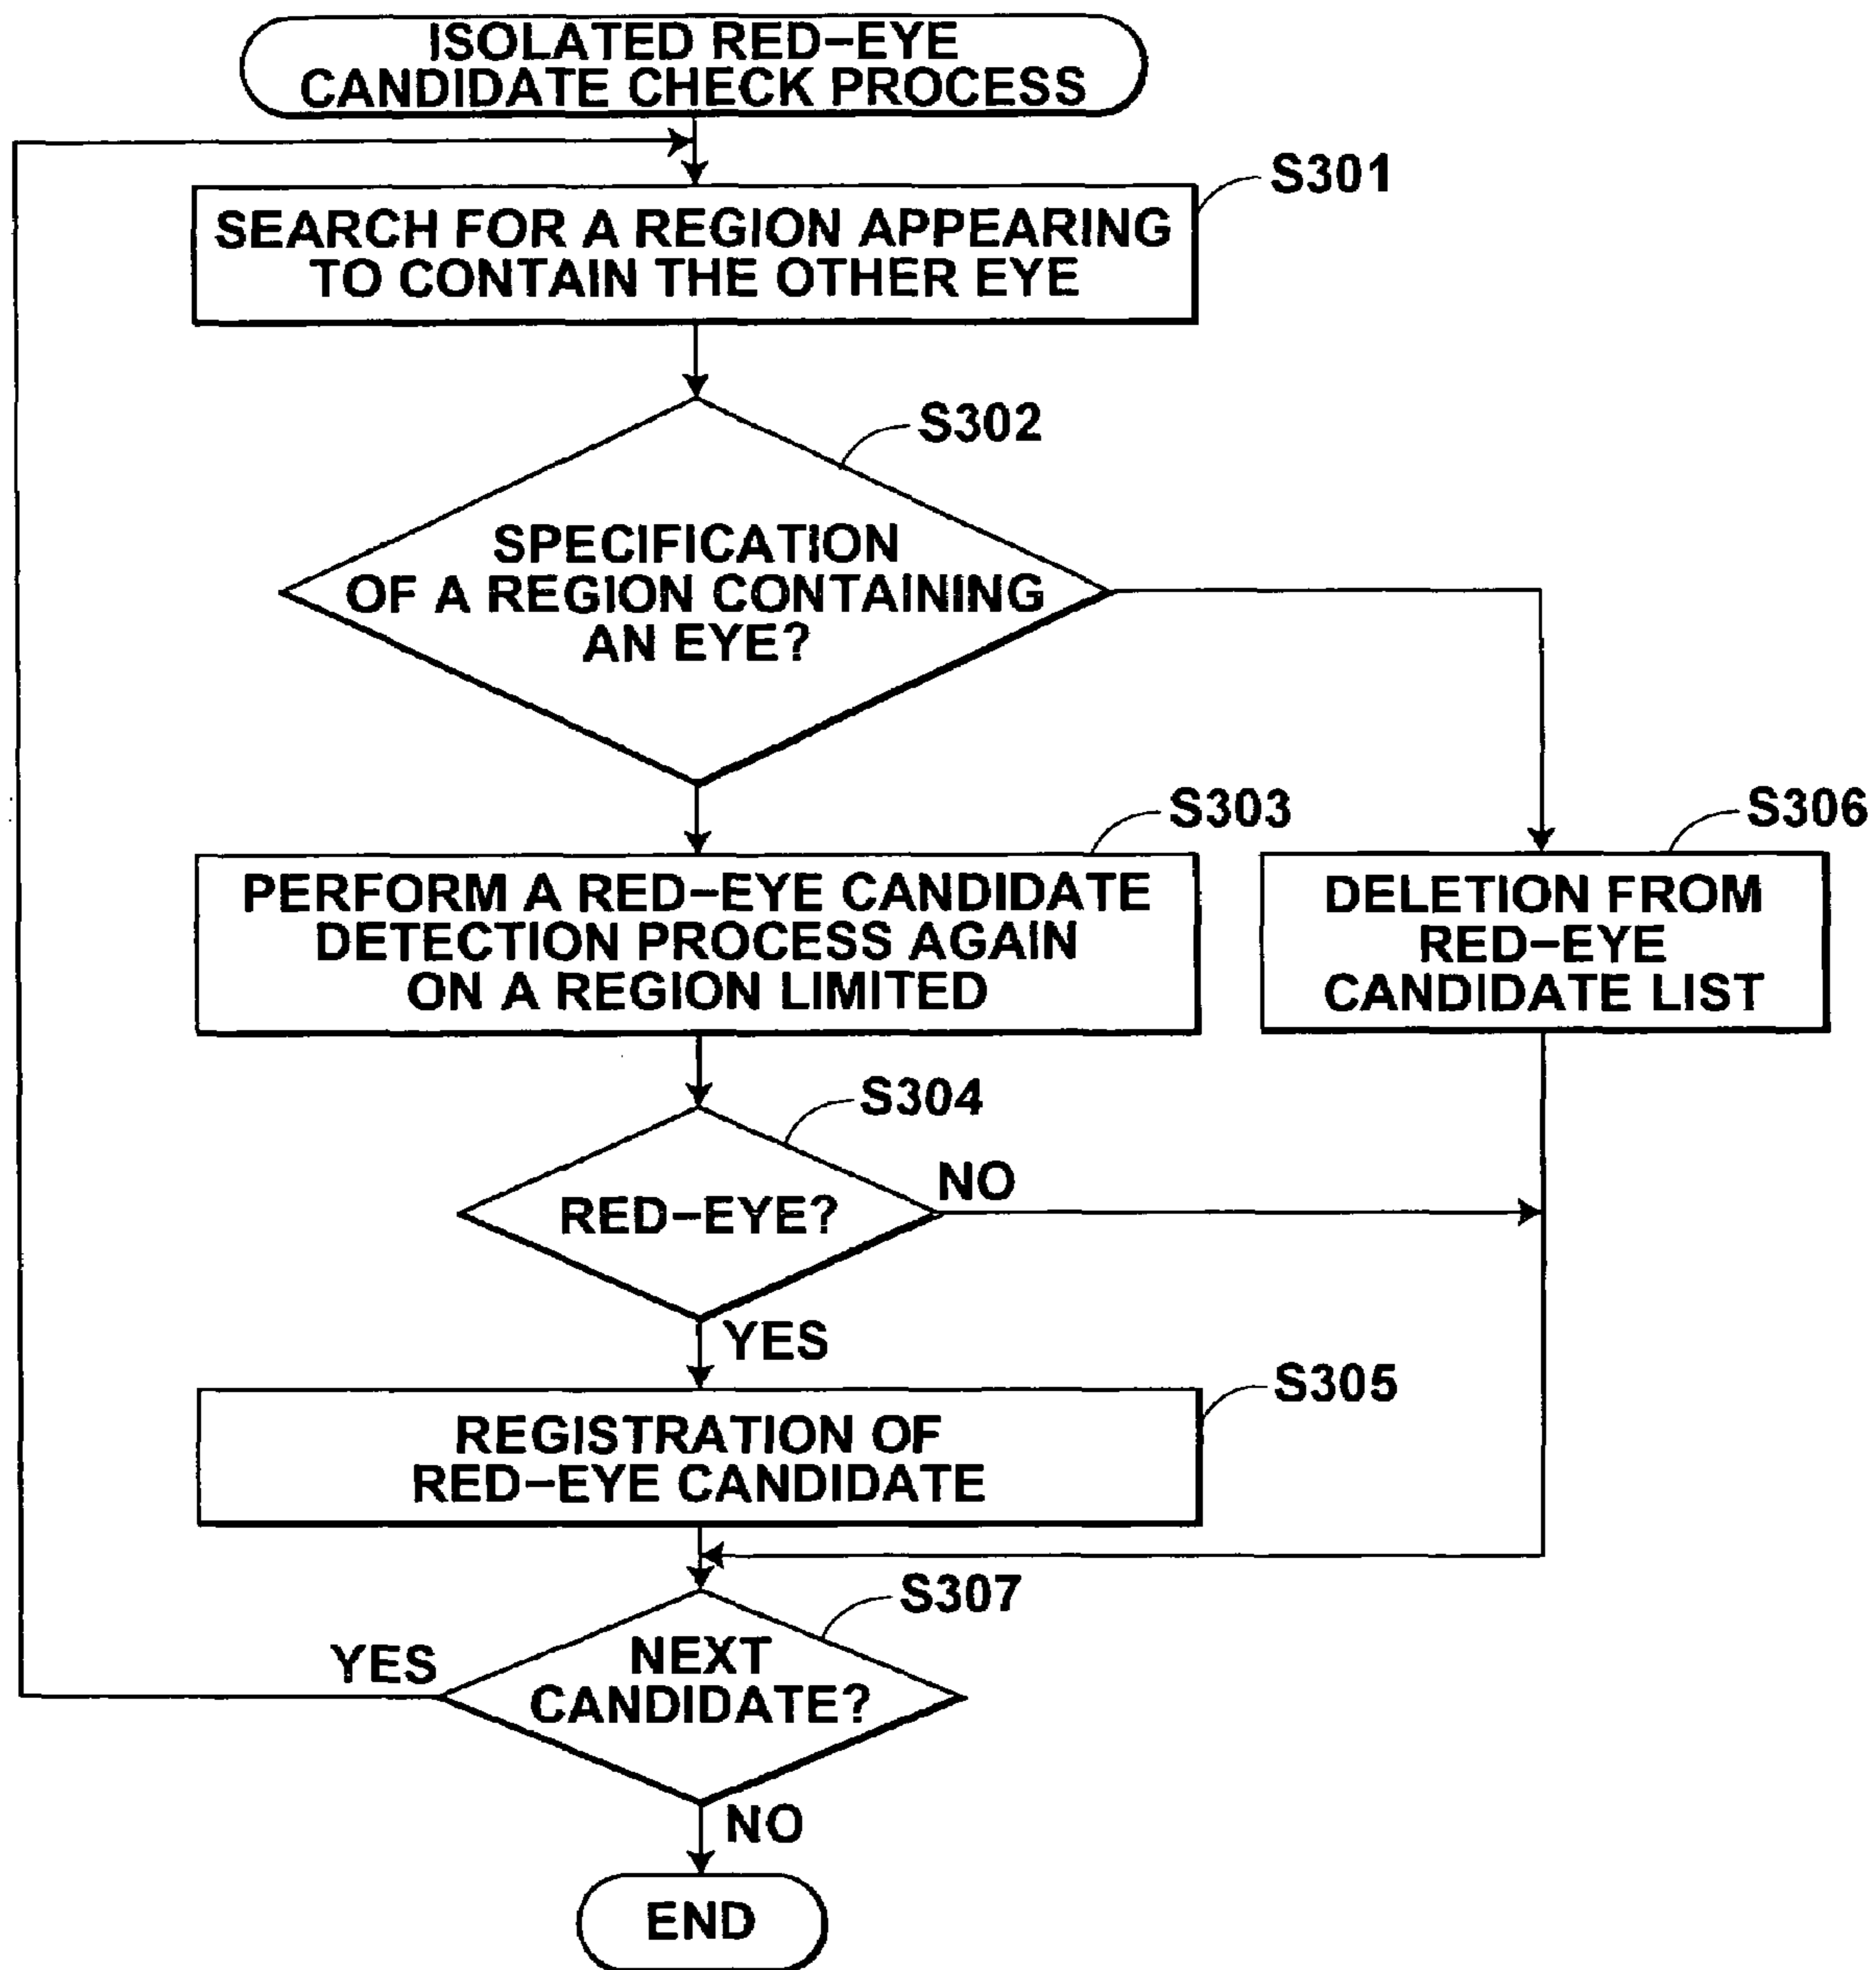 ISOLATED RED-EYE
CANDIDATE CHECK PROCESS
S301
SEARCH FOR A REGION APPEARING
TO CONTAIN THE OTHER EYE
S302
SPECIFICATION
OF A REGION CONTAINING
AN EYE?
S303
PERFORM A RED-EYE CANDIDATE
DETECTION PROCESS AGAIN
ON A REGION LIMITED
S306
DELETION FROM
RED-EYE
CANDIDATE LIST
S304
RED-EYE?
NO
YES
S305
REGISTRATION OF
RED-EYE CANDIDATE
S307
NEXT
CANDIDATE?
YES
NO
END